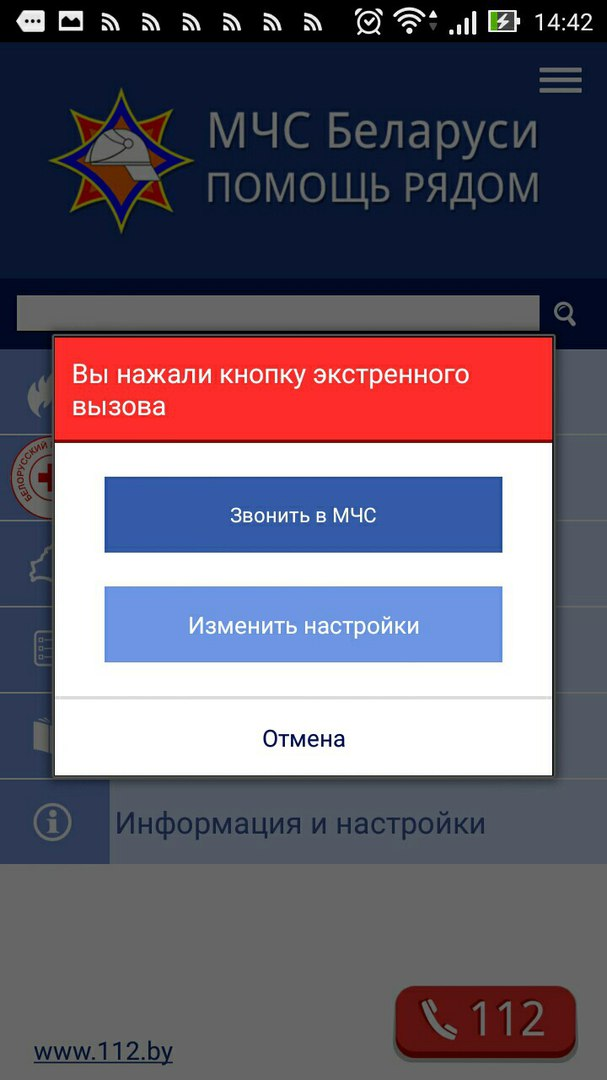 14:42
МЧС Беларуси
ПОМОЩЬ РЯДОМ
Вы нажали кнопку экстренного
вызова
БЕЛОРУССКИЙ
Звонить в МЧС
Изменить настройки
Отмена
Информация и настройки
112
www.112.by